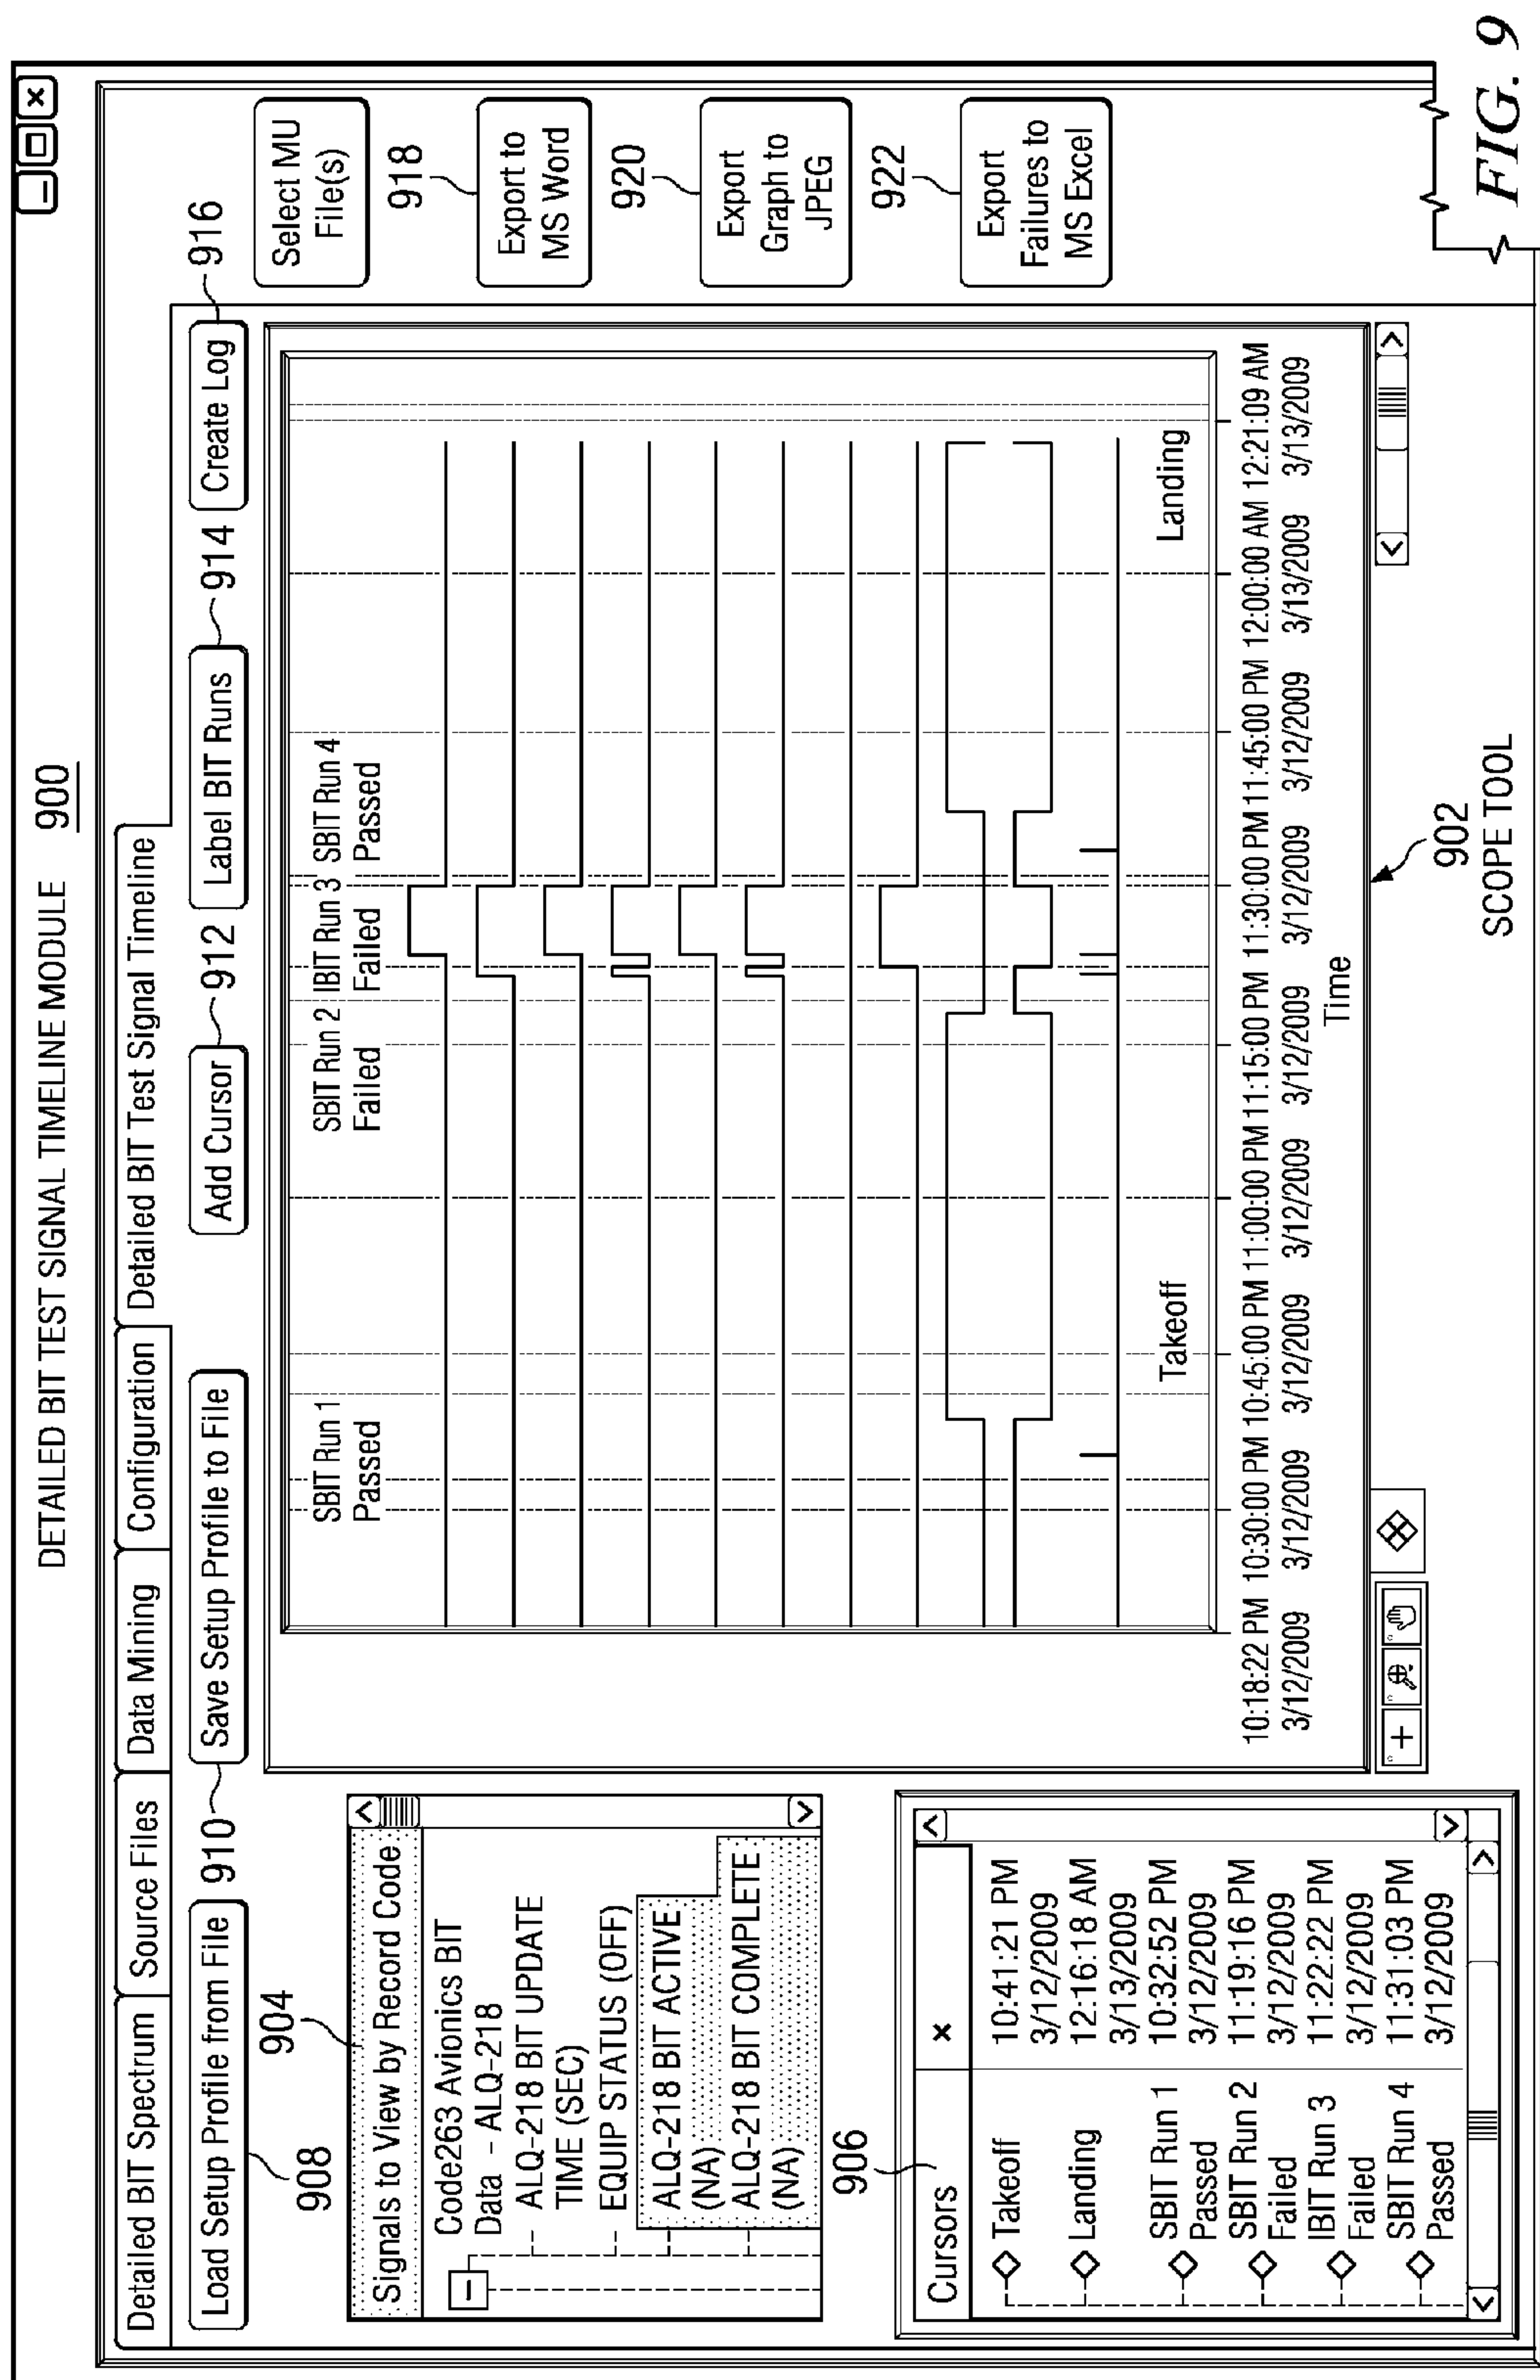 DETAILED BIT TEST SIGNAL TIMELINE MODULE 900
Detailed BIT Spectrum
Source Files
Data Mining
Configuration
Detailed BIT Test Signal Timeline
Load Setup Profile from File
910
Save Setup Profile to File
Add Cursor
912
Label BIT Runs
914
Create Log
916
908
904
Signals to View by Record Code
Code263 Avionics BIT
Data - ALQ-218
ALQ-218 BIT UPDATE
TIME (SEC)
EQUIP STATUS (OFF)
ALQ-218 BIT ACTIVE
(NA)
ALQ-218 BIT COMPLETE
(NA)
906
Cursors
Takeoff 10:41:21 PM
3/12/2009
Landing 12:16:18 AM
3/13/2009
SBIT Run 1 10:32:52 PM
Passed 3/12/2009
SBIT Run 2 11:19:16 PM
Failed 3/12/2009
IBIT Run 3 11:22:22 PM
Failed 3/12/2009
SBIT Run 4 11:31:03 PM
Passed 3/12/2009
SBIT Run 1
Passed
SBIT Run 2
Failed
IBIT Run 3
Failed
SBIT Run 4
Passed
Takeoff
Landing
10:18:22 PM 10:30:00 PM 10:45:00 PM 11:00:00 PM 11:15:00 PM 11:30:00 PM 11:45:00 PM 12:00:00 AM 12:21:09 AM
3/12/2009 3/12/2009 3/12/2009 3/12/2009 3/12/2009 3/12/2009 3/12/2009 3/13/2009 3/13/2009
Time
902
SCOPE TOOL
Select MU
File(s)
918
Export to
MS Word
920
Export
Graph to
JPEG
922
Export
Failures to
MS Excel
FIG. 9